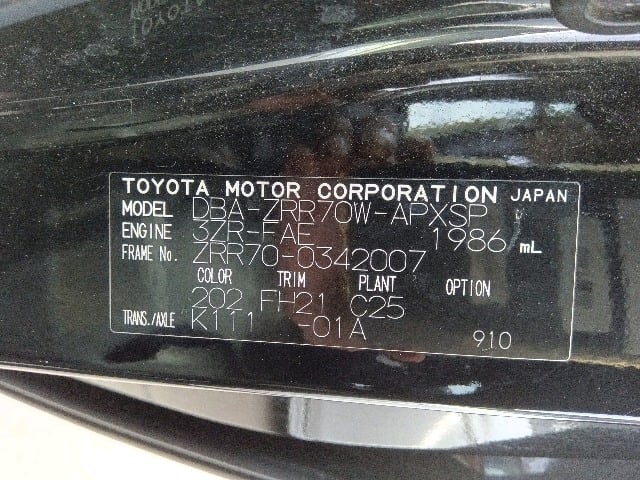 TOYOTA MOTOR CORPORATION JAPAN
MODEL DBA-ZRR70W-APXSP
ENGINE 3ZR-FAE 1986 mL
FRAME No. ZRR70-0342007
COLOR TRIM PLANT OPTION
202 FH21 C25
TRANS./AXLE K111 -01A 910